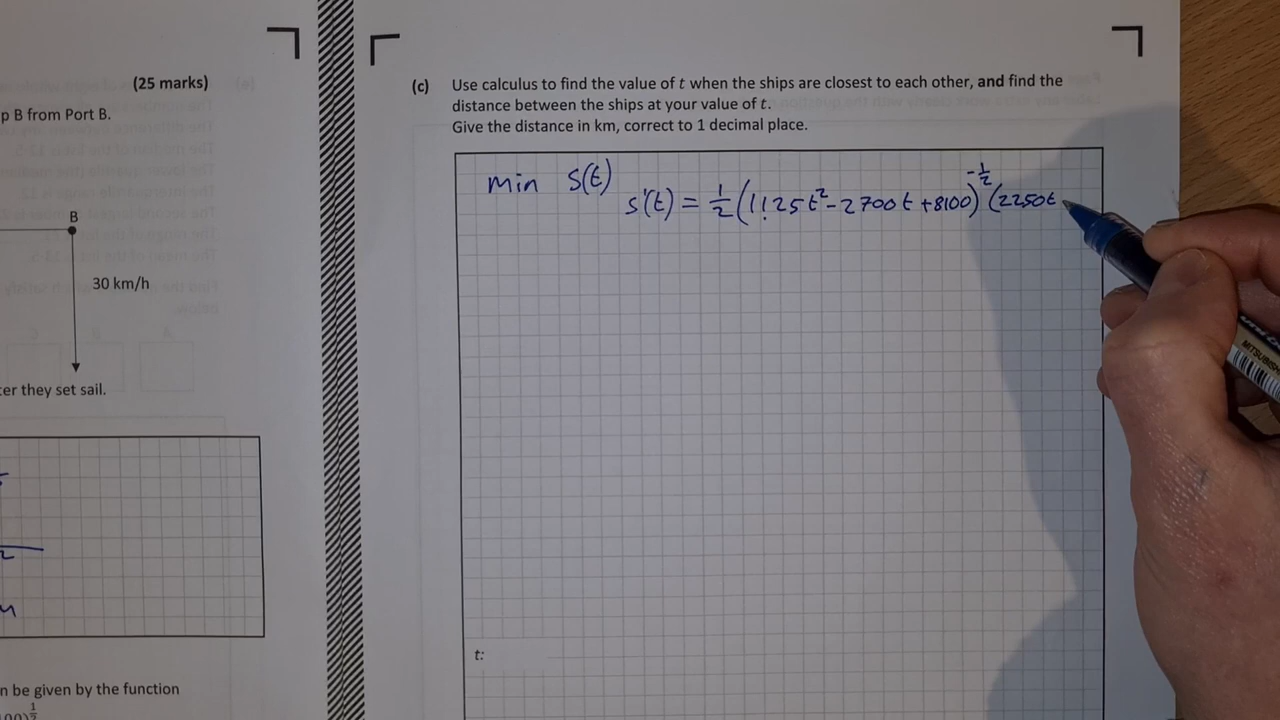 (25 marks)
p B from Port B.
B
30 km/h
ter they set sail.
n be given by the function
(c) Use calculus to find the value of t when the ships are closest to each other, and find the
distance between the ships at your value of t.
Give the distance in km, correct to 1 decimal place.
min s(t)
s'(t) = ½(1125t² - 2700t + 8100)^-½ (2250t
t:
MITSUBISHI